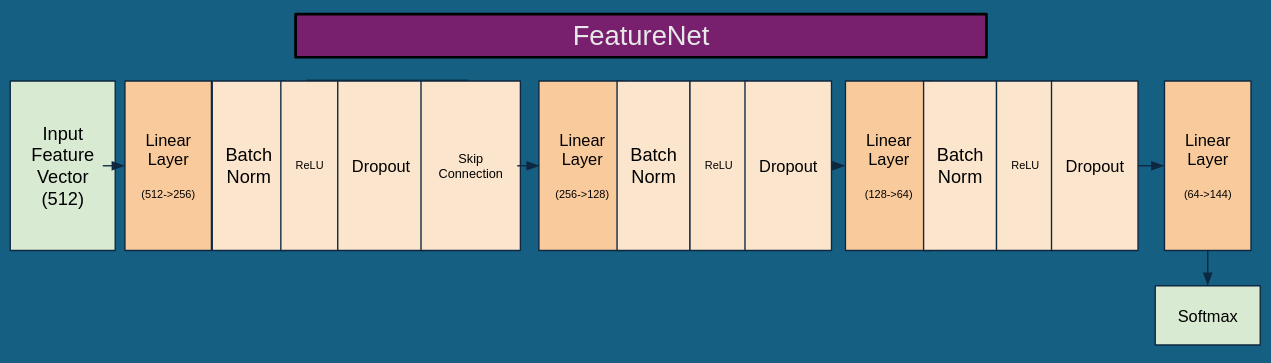 FeatureNet
Input
Feature
Vector
(512)
Linear
Layer
(512->256)
Batch
Norm
ReLU
Dropout
Skip
Connection
Linear
Layer
(256->128)
Batch
Norm
ReLU
Dropout
Linear
Layer
(128->64)
Batch
Norm
ReLU
Dropout
Linear
Layer
(64->144)
Softmax